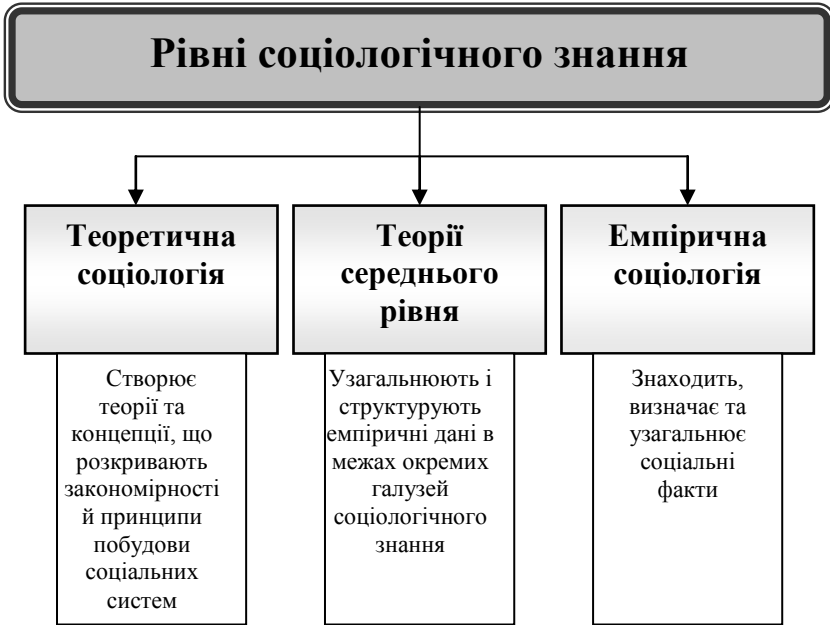 Рівні соціологічного знання
Теоретична
соціологія
Створює
теорії та
концепції, що
розкривають
закономірності
й принципи
побудови
соціальних
систем
Теорії
середнього
рівня
Узагальнюють і
структурують
емпіричні дані в
межах окремих
галузей
соціологічного
знання
Емпірична
соціологія
Знаходить,
визначає та
узагальнює
соціальні
факти